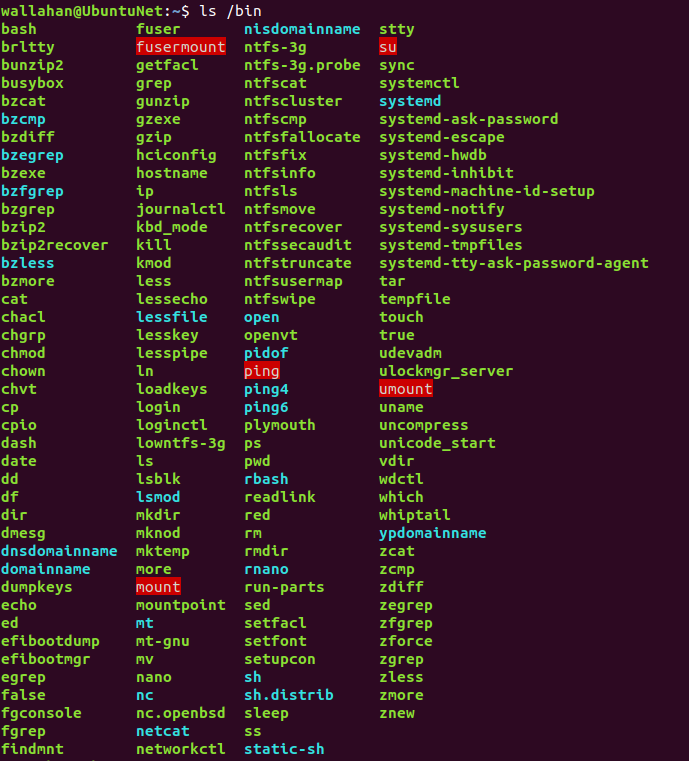 wallahan@UbuntuNet:~$ ls /bin
bash fuser nisdomainname stty
brltty fusermount ntfs-3g su
bunzip2 getfacl ntfs-3g.probe sync
busybox grep ntfscat systemctl
bzcat gunzip ntfscluster systemd
bzcmp gzexe ntfscmp systemd-ask-password
bzdiff gzip ntfsfallocate systemd-escape
bzegrep hciconfig ntfsfix systemd-hwdb
bzexe hostname ntfsinfo systemd-inhibit
bzfgrep ip ntfsls systemd-machine-id-setup
bzgrep journalctl ntfsmove systemd-notify
bzip2 kbd_mode ntfsrecover systemd-sysusers
bzip2recover kill ntfssecaudit systemd-tmpfiles
bzless kmod ntfstruncate systemd-tty-ask-password-agent
bzmore less ntfsusermap tar
cat lessecho ntfswipe tempfile
chacl lessfile open touch
chgrp lesskey openvt true
chmod lesspipe pidof udevadm
chown ln ping ulockmgr_server
chvt loadkeys ping4 umount
cp login ping6 uname
cpio loginctl plymouth uncompress
dash lowntfs-3g ps unicode_start
date ls pwd vdir
dd lsblk rbash wdctl
df lsmod readlink which
dir mkdir red whiptail
dmesg mknod rm ypdomainname
dnsdomainname mktemp rmdir zcat
domainname more rnano zcmp
dumpkeys mount run-parts zdiff
echo mountpoint sed zegrep
ed mt setfacl zfgrep
efibootdump mt-gnu setfont zforce
efibootmgr mv setupcon zgrep
egrep nano sh zless
false nc sh.distrib zmore
fgconsole nc.openbsd sleep znew
fgrep netcat ss
findmnt networkctl static-sh